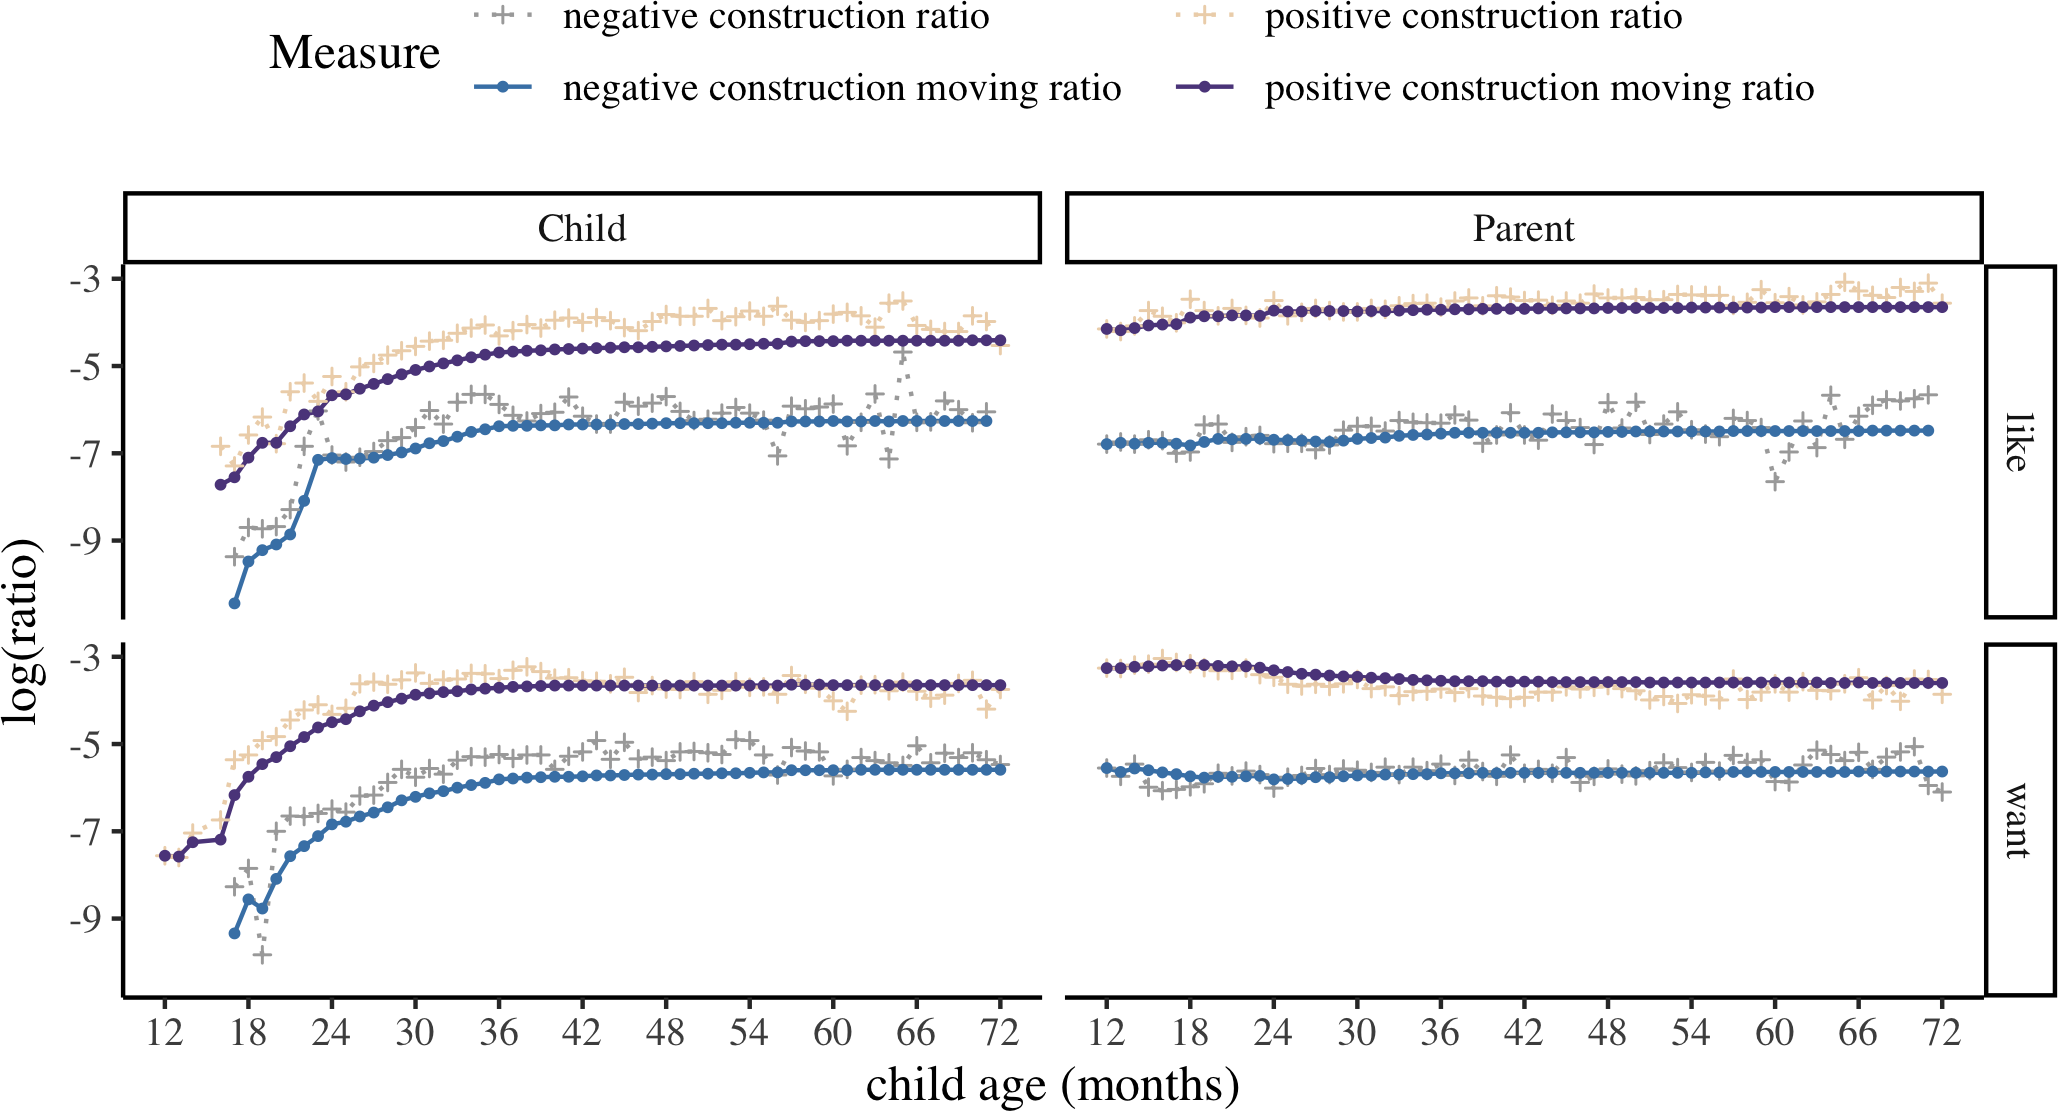 Measure
negative construction ratio
positive construction ratio
negative construction moving ratio
positive construction moving ratio
Child
Parent
-3
-5
-7
-9
like
-3
-5
-7
-9
want
log(ratio)
12 18 24 30 36 42 48 54 60 66 72
12 18 24 30 36 42 48 54 60 66 72
child age (months)